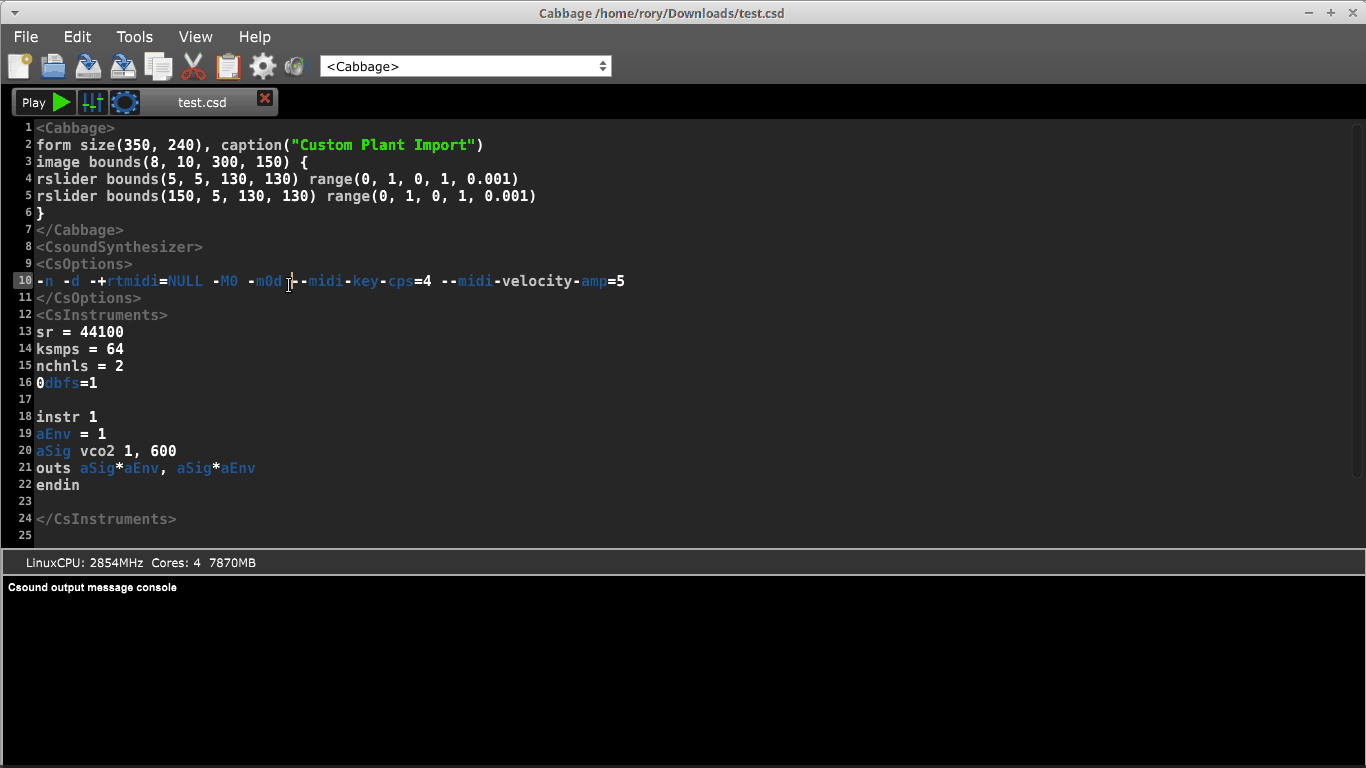 Cabbage /home/rory/Downloads/test.csd
File Edit Tools View Help
<Cabbage>
Play test.csd
1 <Cabbage>
2 form size(350, 240), caption("Custom Plant Import")
3 image bounds(8, 10, 300, 150) {
4 rslider bounds(5, 5, 130, 130) range(0, 1, 0, 1, 0.001)
5 rslider bounds(150, 5, 130, 130) range(0, 1, 0, 1, 0.001)
6 }
7 </Cabbage>
8 <CsoundSynthesizer>
9 <CsOptions>
10 -n -d -+rtmidi=NULL -M0 -m0d --midi-key-cps=4 --midi-velocity-amp=5
11 </CsOptions>
12 <CsInstruments>
13 sr = 44100
14 ksmps = 64
15 nchnls = 2
16 0dbfs=1
17
18 instr 1
19 aEnv = 1
20 aSig vco2 1, 600
21 outs aSig*aEnv, aSig*aEnv
22 endin
23
24 </CsInstruments>
25
LinuxCPU: 2854MHz Cores: 4 7870MB
Csound output message console